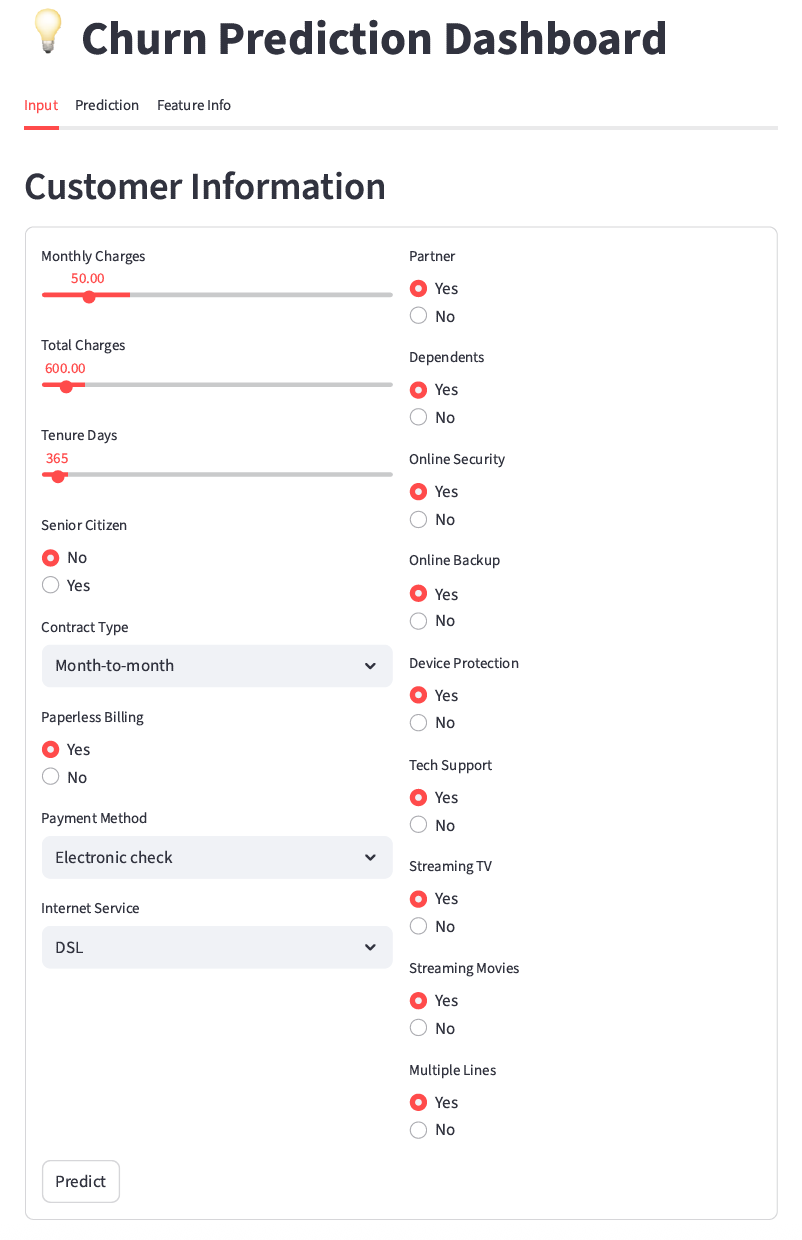 Churn Prediction Dashboard
Input Prediction Feature Info
Customer Information
Monthly Charges
50.00
Total Charges
600.00
Tenure Days
365
Senior Citizen
No
Yes
Contract Type
Month-to-month
Paperless Billing
Yes
No
Payment Method
Electronic check
Internet Service
DSL
Partner
Yes
No
Dependents
Yes
No
Online Security
Yes
No
Online Backup
Yes
No
Device Protection
Yes
No
Tech Support
Yes
No
Streaming TV
Yes
No
Streaming Movies
Yes
No
Multiple Lines
Yes
No
Predict